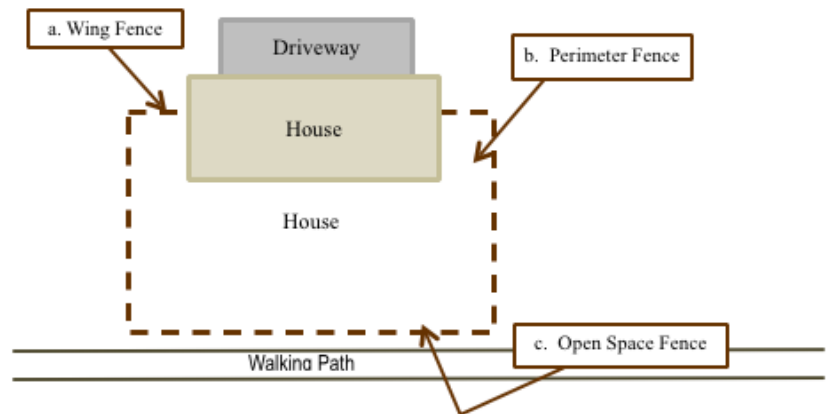 a. Wing Fence
Driveway
b. Perimeter Fence
House
House
c. Open Space Fence
Walking Path